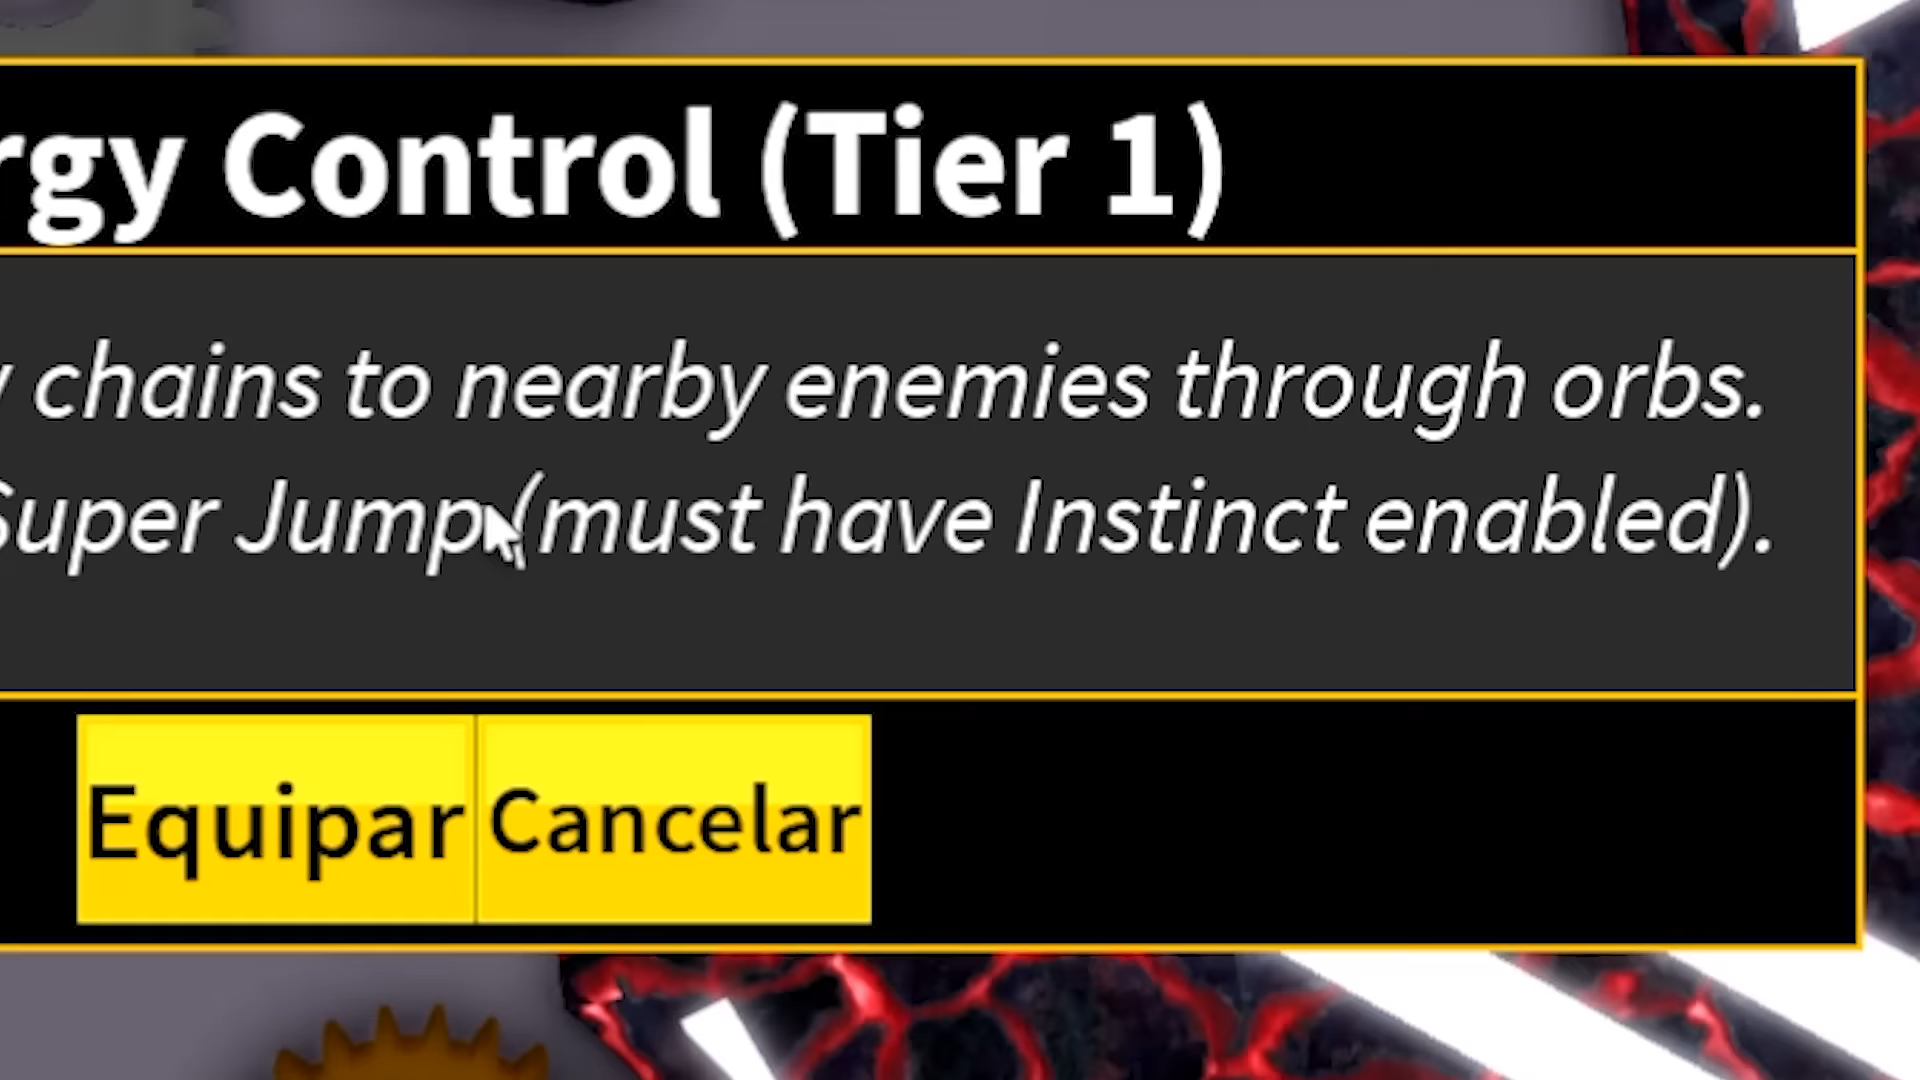 rgy Control (Tier 1)
chains to nearby enemies through orbs.
Super Jump (must have Instinct enabled).
Equipar Cancelar